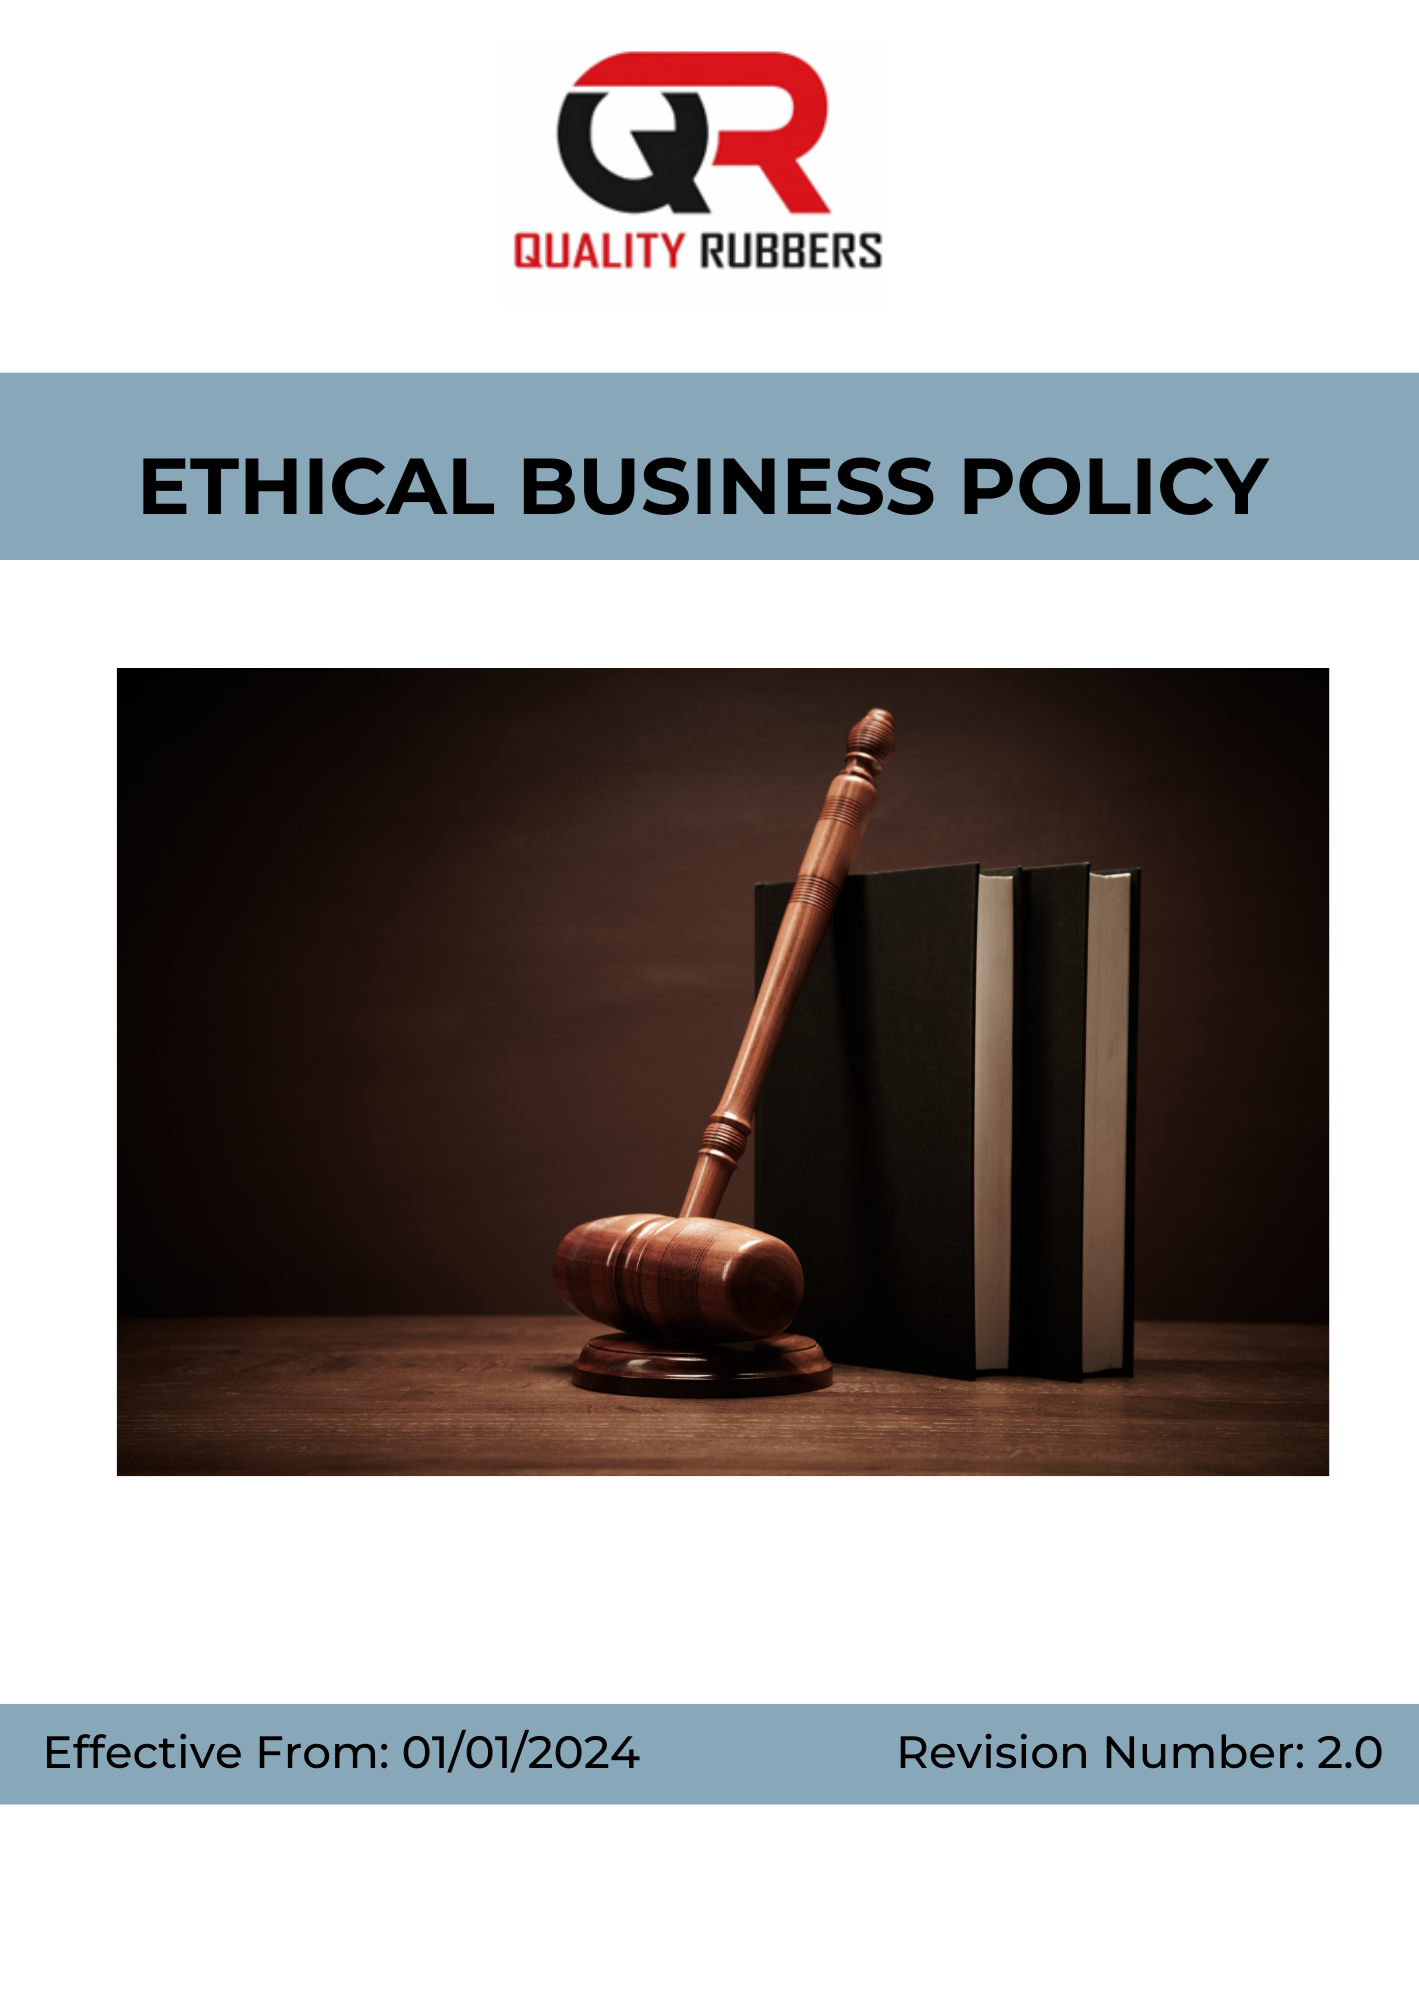 QR
QUALITY RUBBERS
ETHICAL BUSINESS POLICY
Effective From: 01/01/2024
Revision Number: 2.0